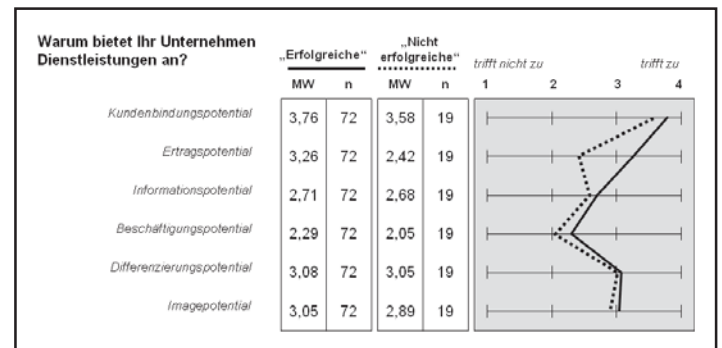 Warum bietet Ihr Unternehmen
Dienstleistungen an?
„Erfolgreiche“
„Nicht
erfolgreiche“
trifft nicht zu
trifft zu
MW n MW n 1 2 3 4
Kundenbindungspotential 3,76 72 3,58 19
Ertragspotential 3,26 72 2,42 19
Informationspotential 2,71 72 2,68 19
Beschäftigungspotential 2,29 72 2,05 19
Differenzierungspotential 3,08 72 3,05 19
Imagepotential 3,05 72 2,89 19